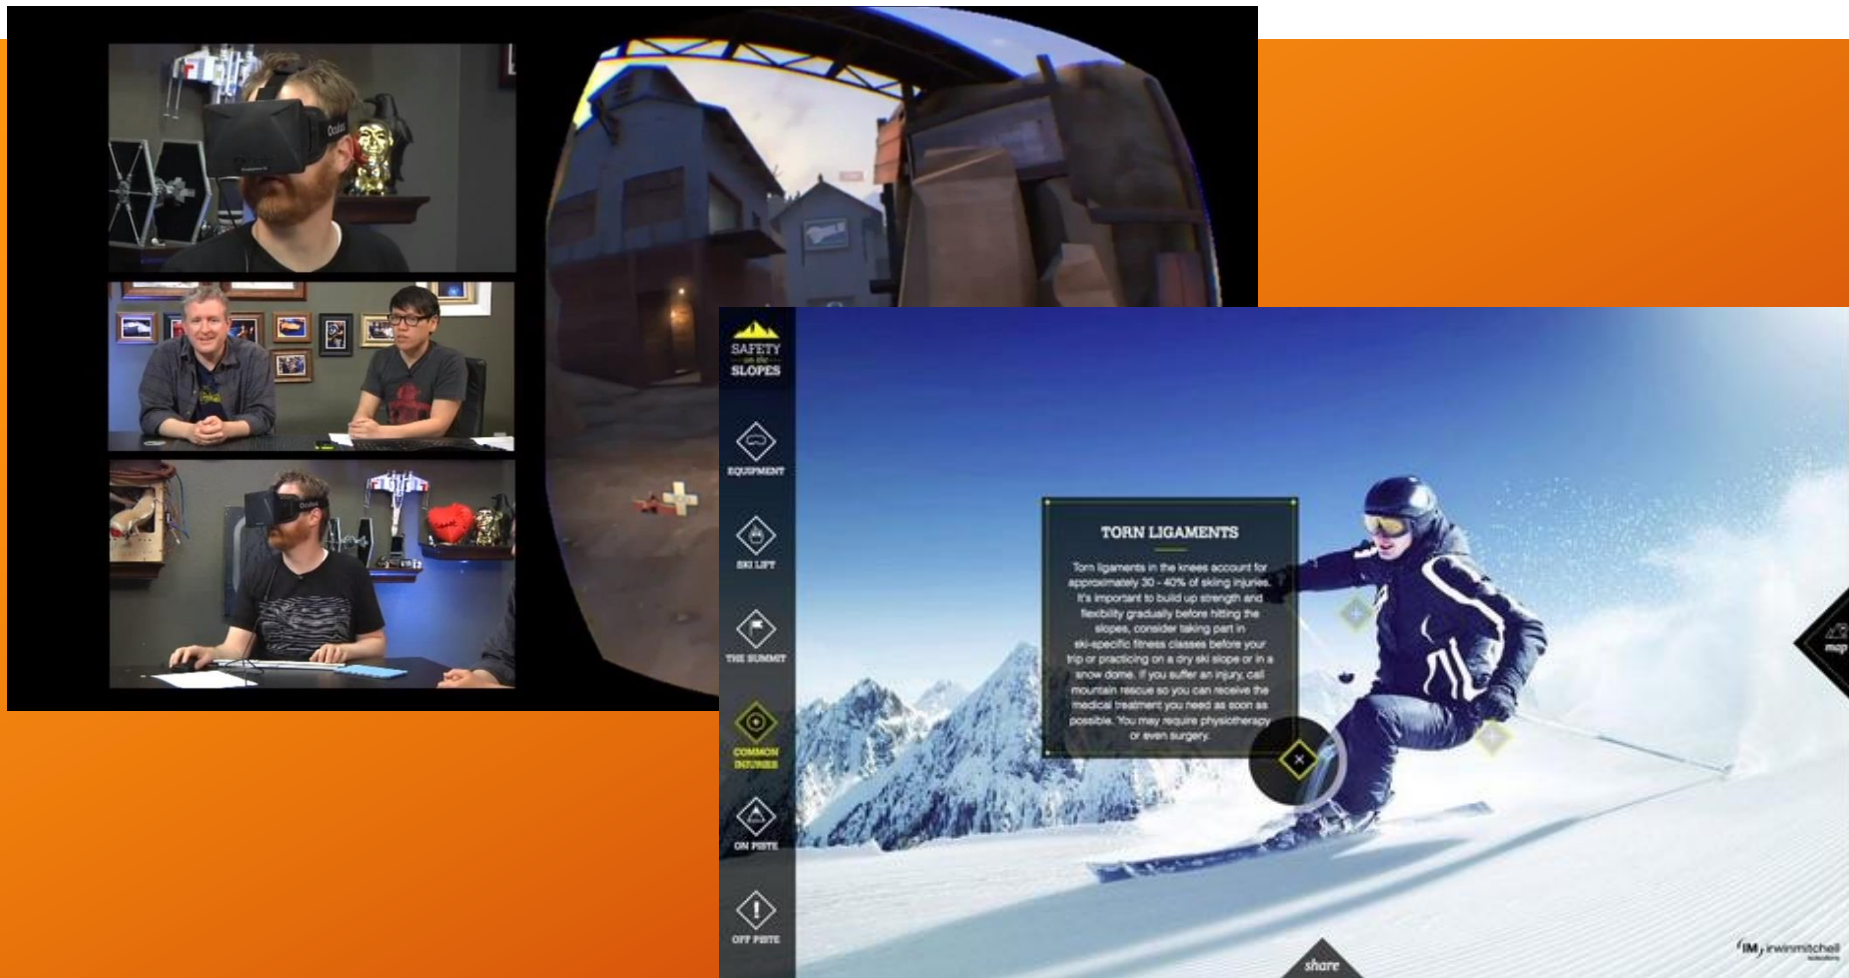 Oculus
Oculus
SAFETY
on the
SLOPES
EQUIPMENT
SKI LIFT
THE SUMMIT
COMMON
INJURIES
ON PISTE
OFF PISTE
TORN LIGAMENTS
Torn ligaments in the knees account for
approximately 30 - 40% of skiing injuries.
It's important to build up strength and
flexibility gradually before hitting the
slopes, consider taking part in
ski-specific fitness classes before your
trip or practicing on a dry ski slope or in a
snow dome. If you suffer an injury, call
mountain rescue so you can receive the
medical treatment you need as soon as
possible. You may require physiotherapy
or even surgery.
map
share
IM irwinmitchell
solicitors